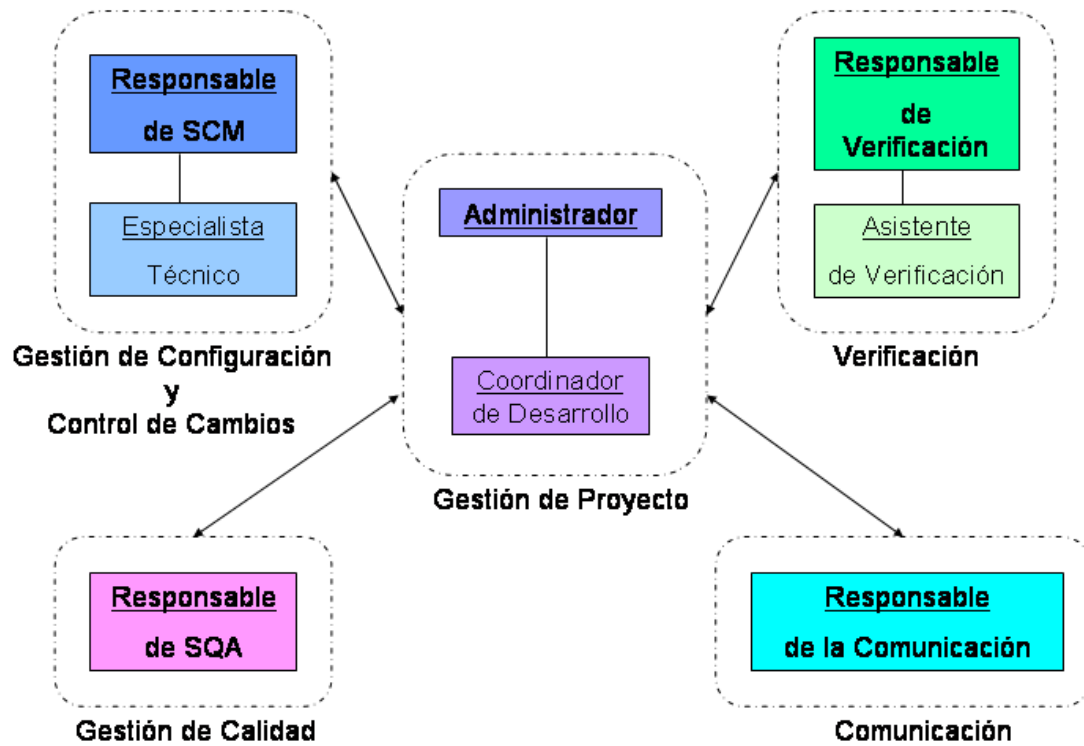 Responsable
de SCM
Especialista
Técnico
Gestión de Configuración
y
Control de Cambios
Responsable
de
Verificación
Asistente
de Verificación
Verificación
Administrador
Coordinador
de Desarrollo
Gestión de Proyecto
Responsable
de SQA
Gestión de Calidad
Responsable
de la Comunicación
Comunicación